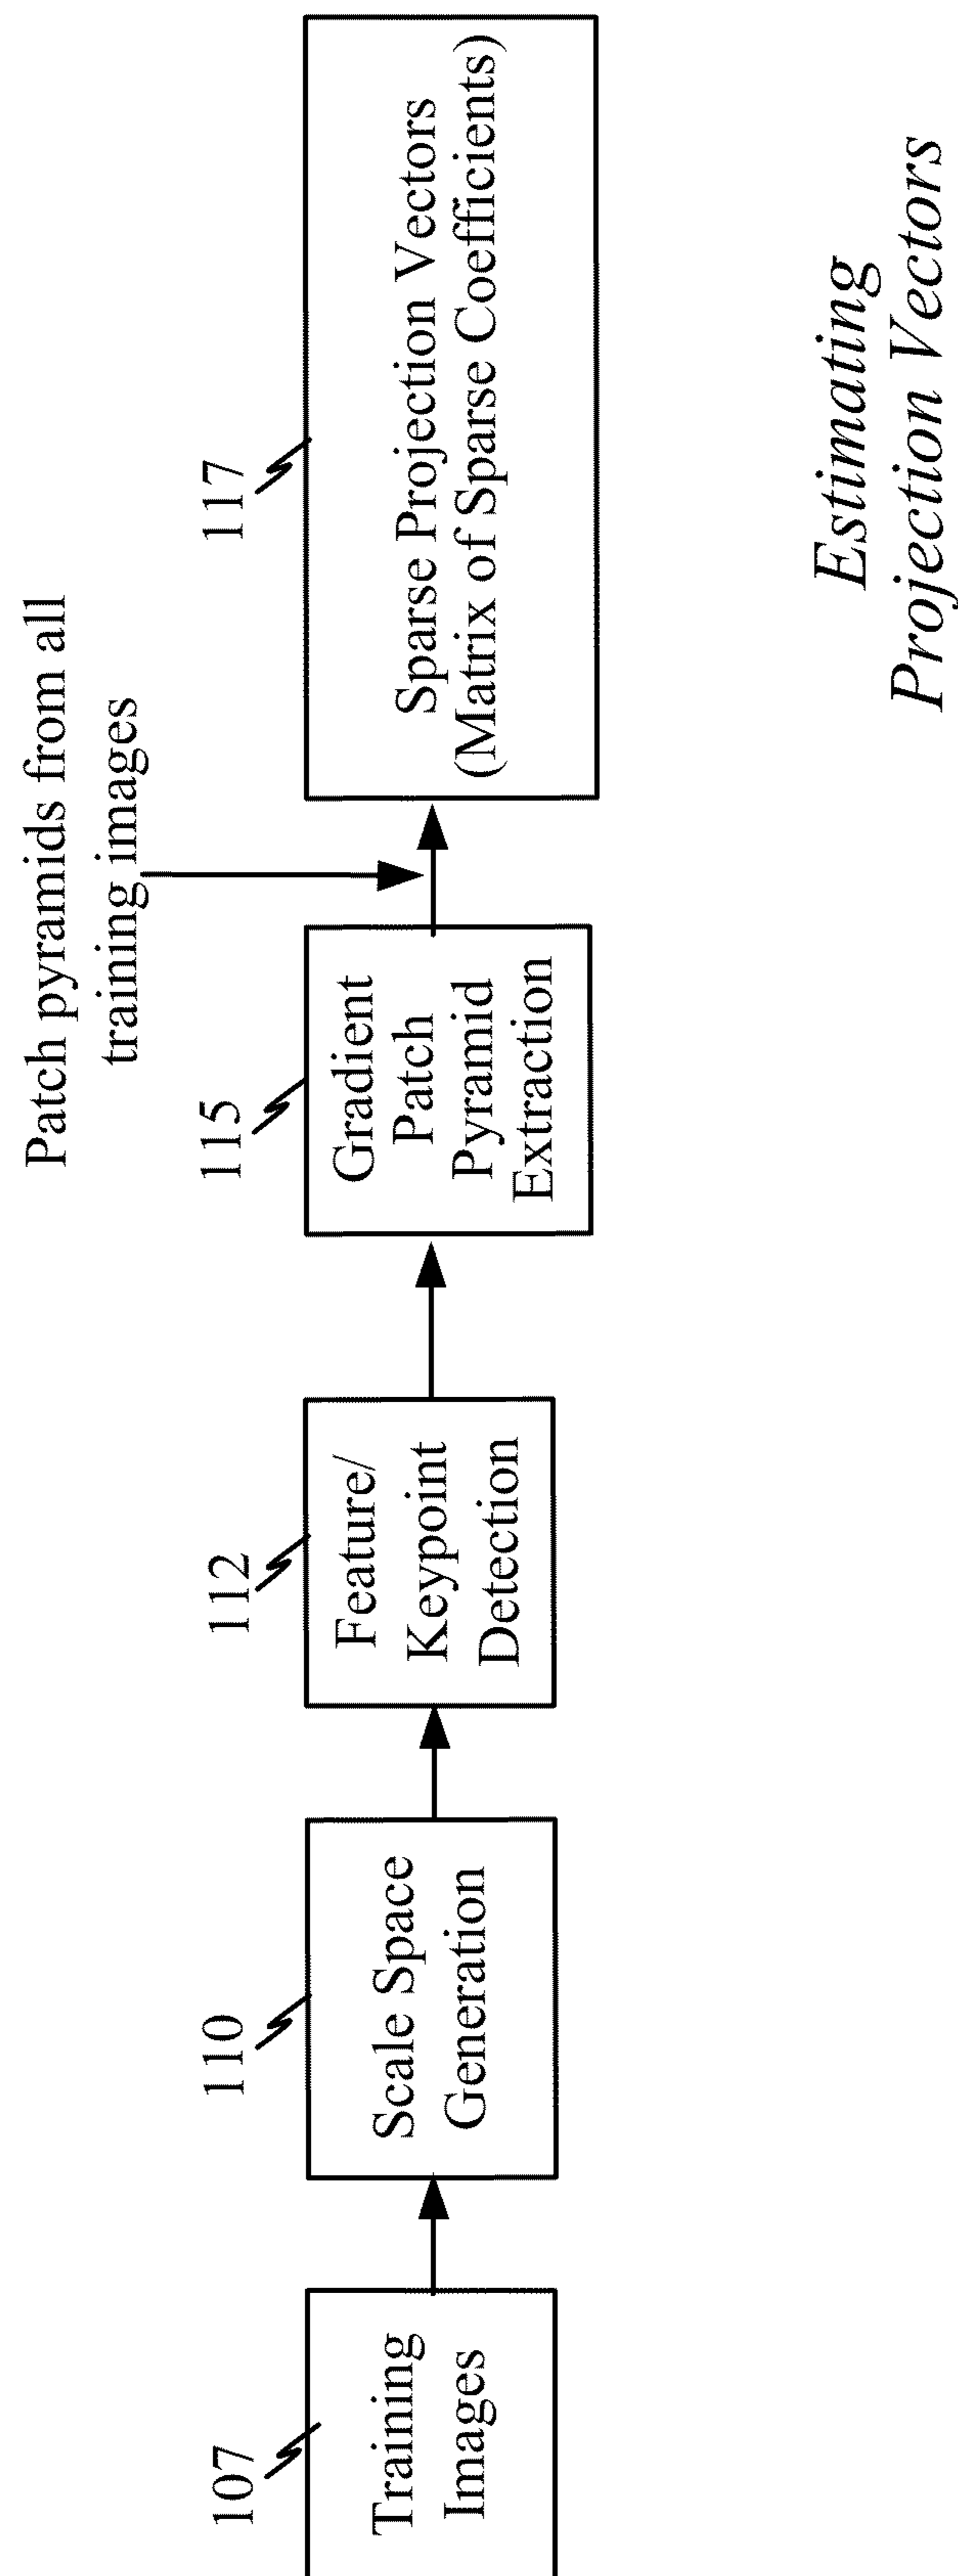 Patch pyramids from all
training images
107
110
112
115
117
Training
Images
Scale Space
Generation
Feature/
Keypoint
Detection
Gradient
Patch
Pyramid
Extraction
Sparse Projection Vectors
(Matrix of Sparse Coefficients)
Estimating
Projection Vectors